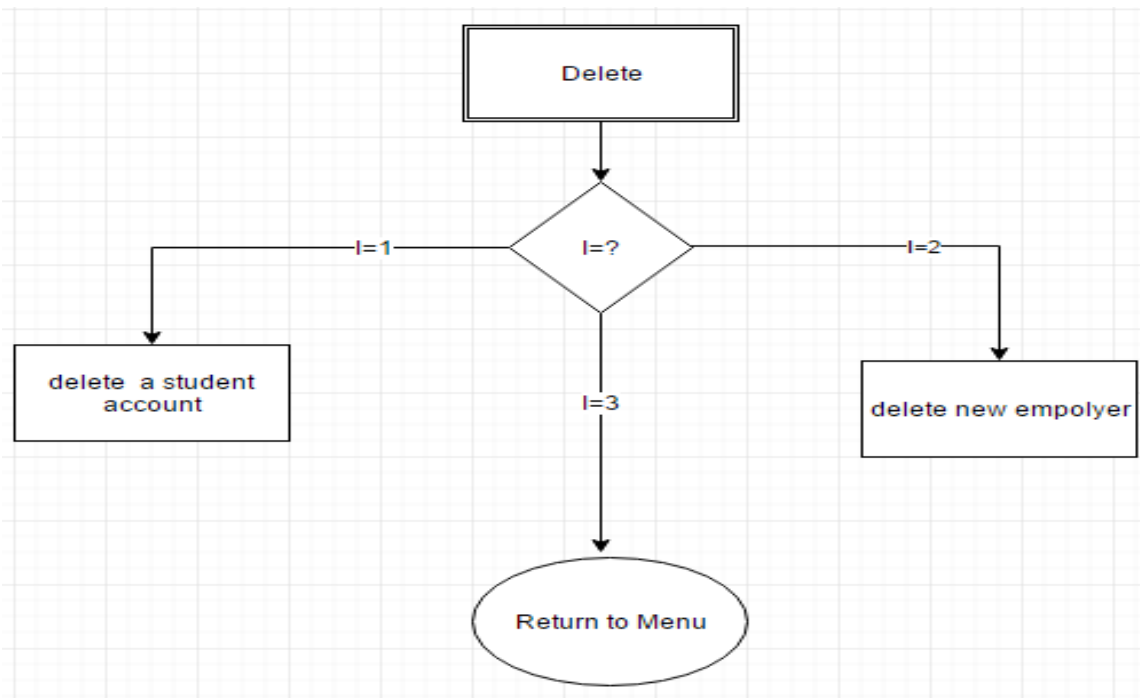 Delete
I=?
I=1
I=2
delete a student
account
I=3
delete new empolyer
Return to Menu